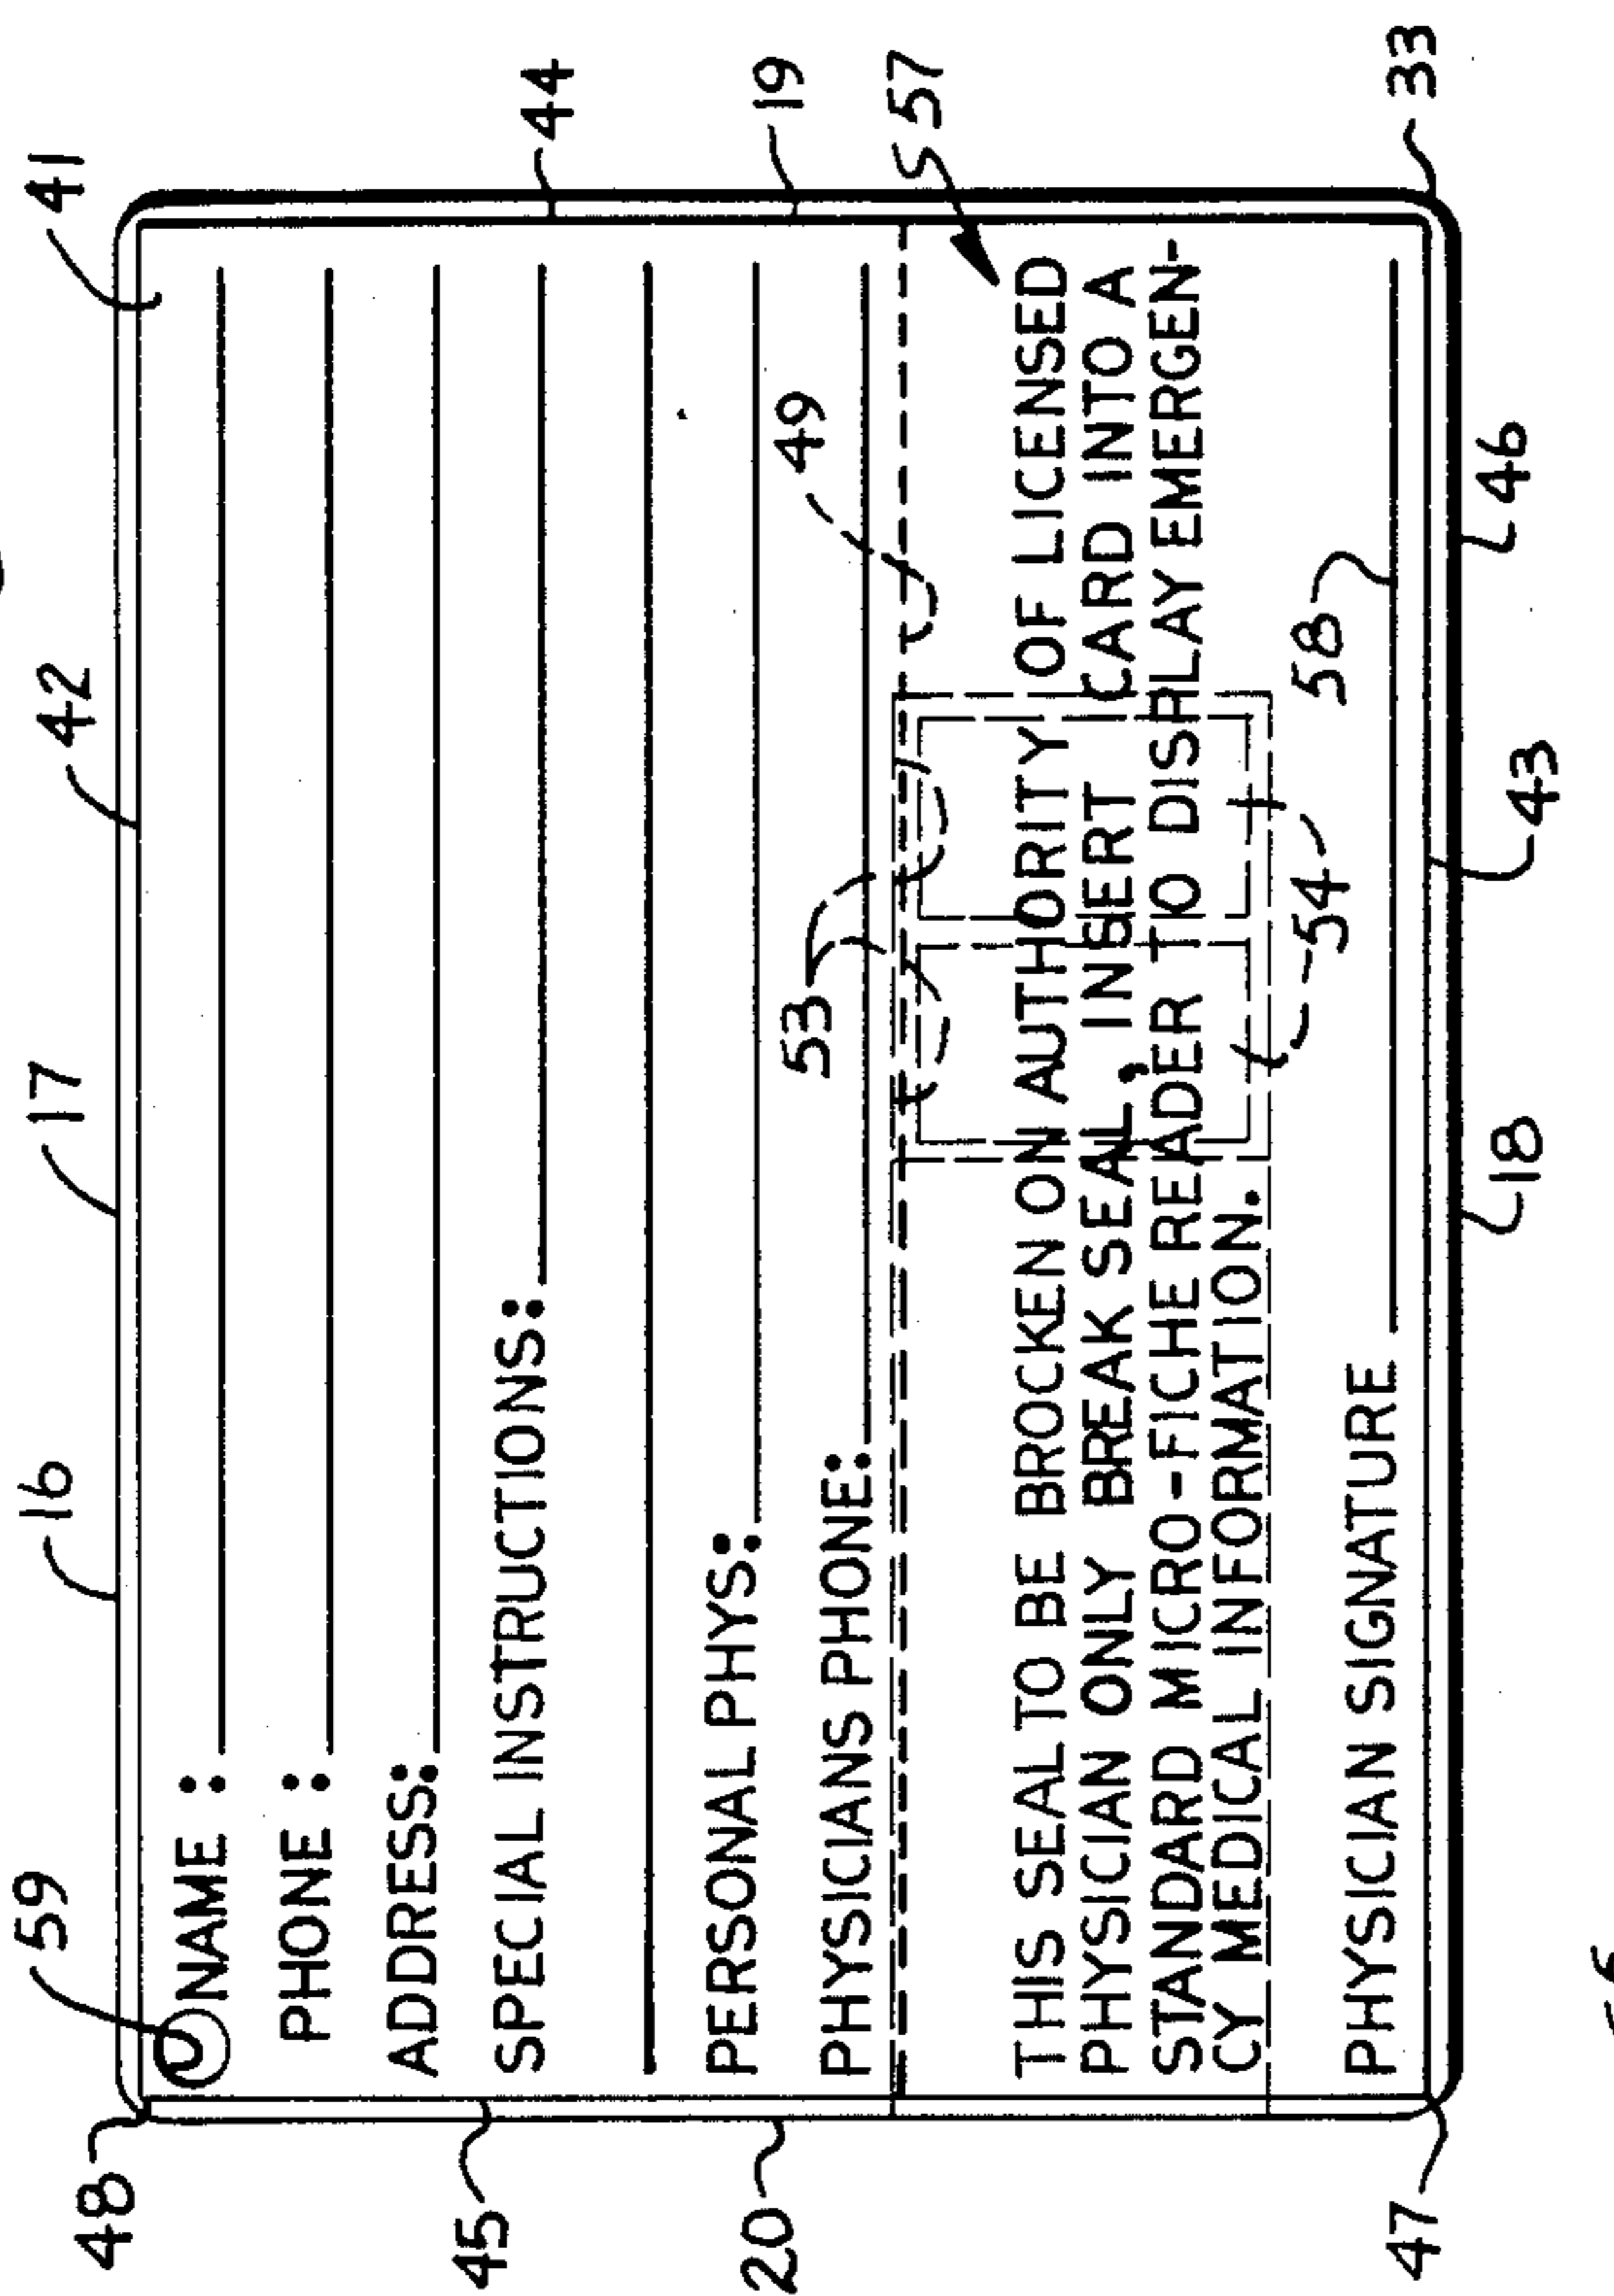 59
16
17
42
41
48
NAME :
PHONE :
ADDRESS:
44
45
SPECIAL INSTRUCTIONS:
19
PERSONAL PHYS:
20
53
49
57
PHYSICIANS PHONE:
THIS SEAL TO BE BROCKEN ON AUTHORITY OF LICENSED
PHYSICIAN ONLY BREAK SEAL, INSERT CARD INTO A
STANDARD MICRO-FICHE READER TO DISPLAY EMERGEN-
CY MEDICAL INFORMATION.
54
58
PHYSICIAN SIGNATURE
33
47
18
43
46